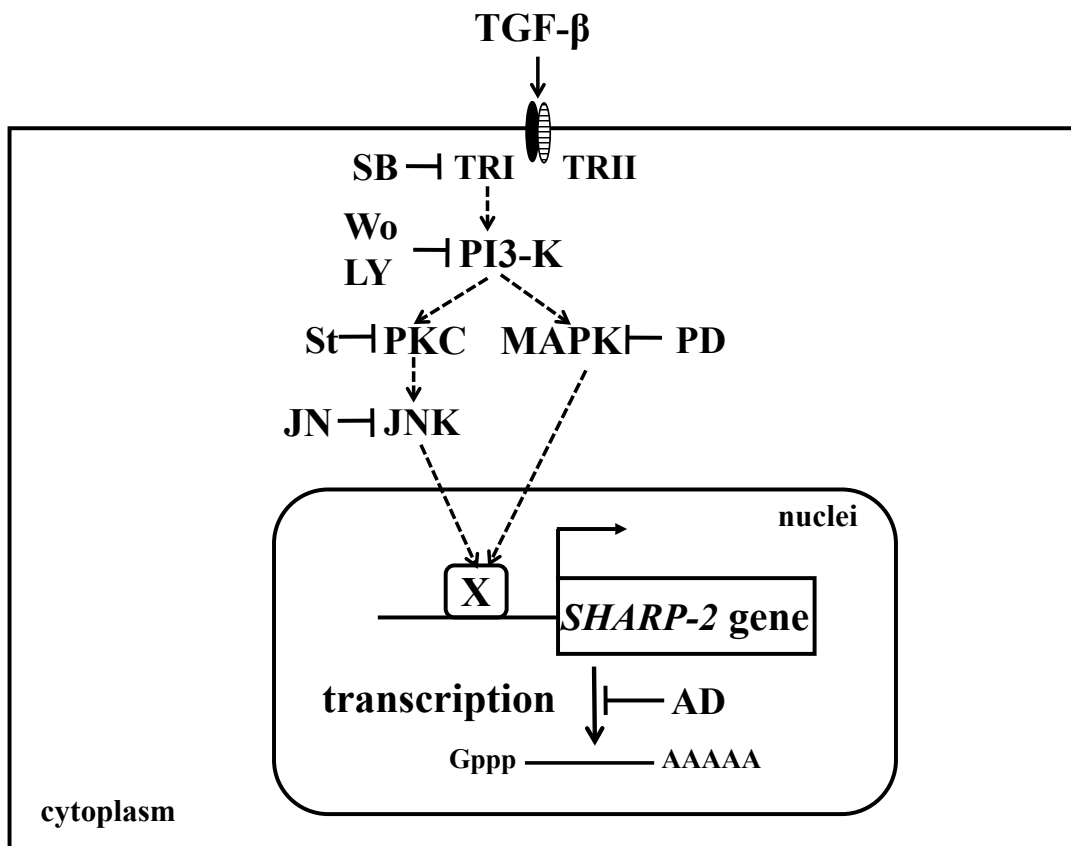 TGF-β
SB TRI TRII
Wo
LY
PI3-K
St PKC MAPK PD
JN JNK
nuclei
X
SHARP-2 gene
transcription AD
Gppp AAAAA
cytoplasm